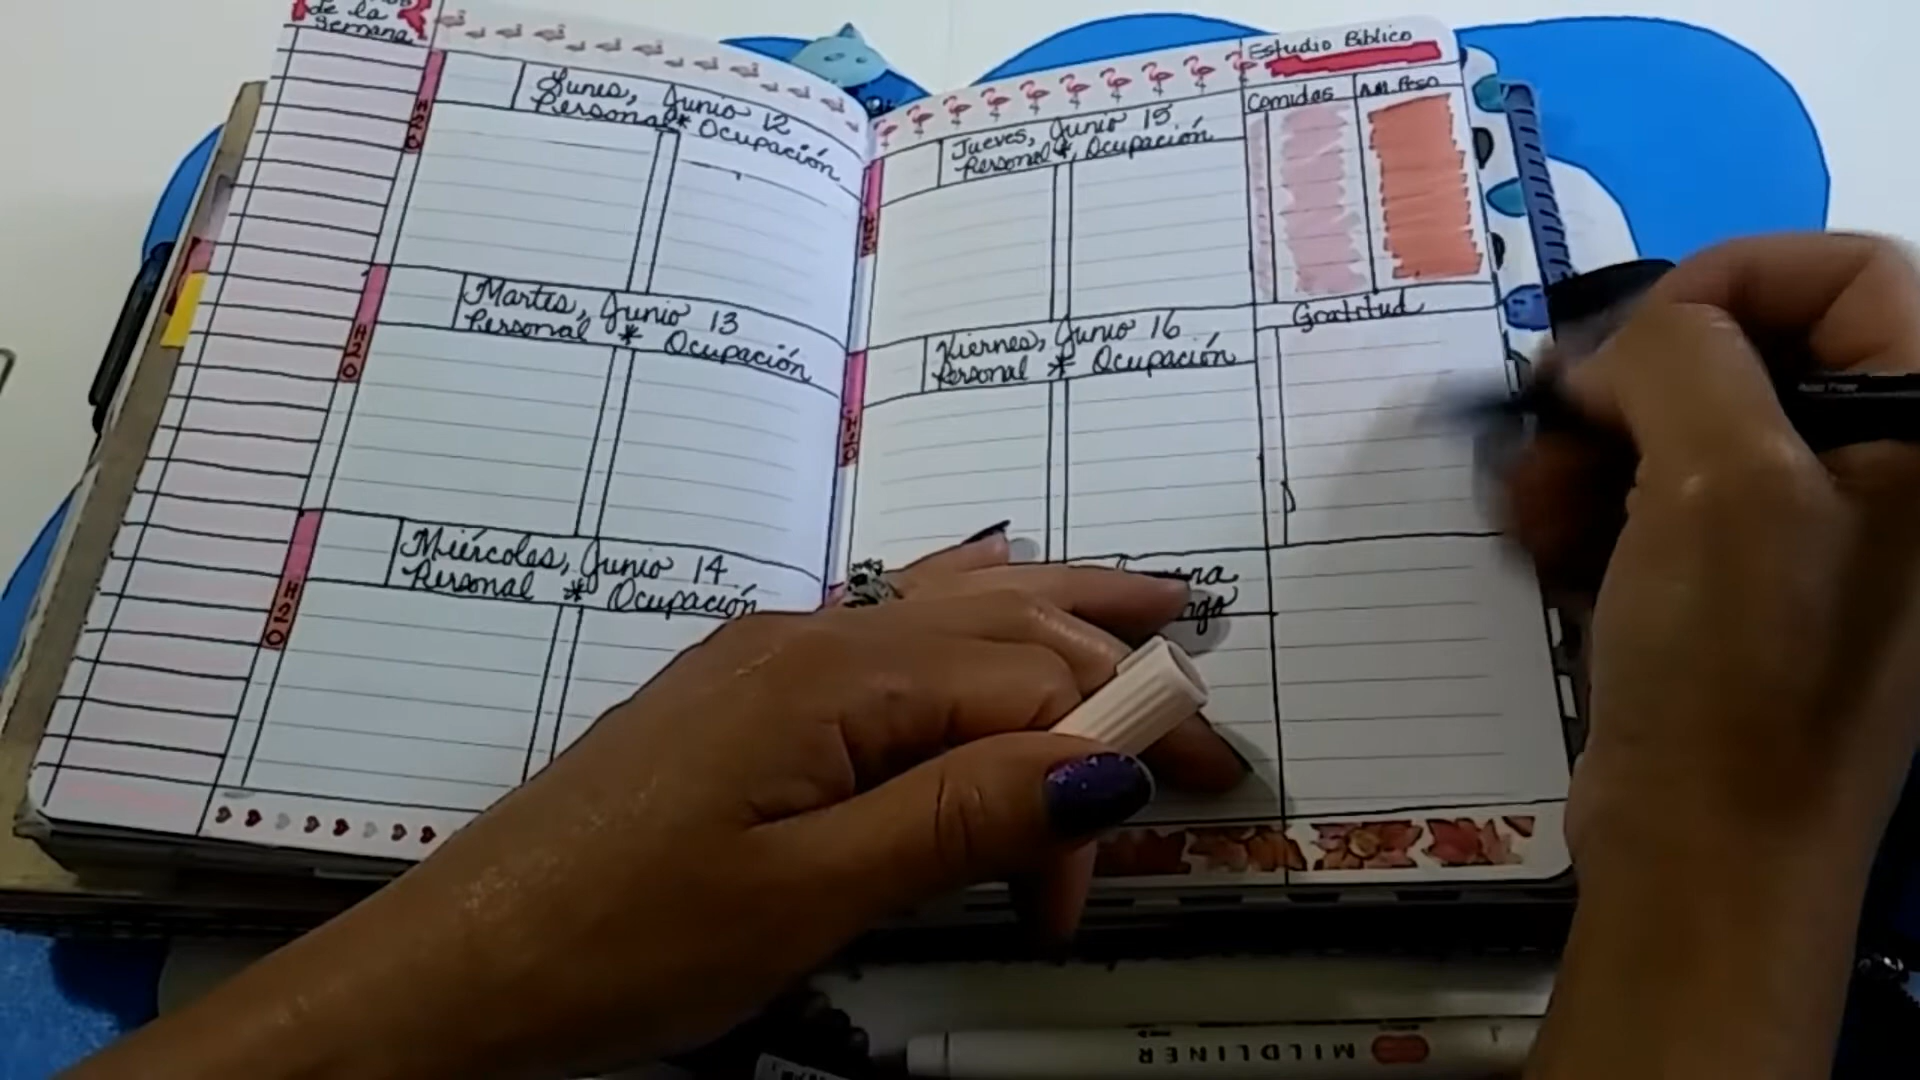 de la
Semana
H2O
Lunes, Junio 12
Personal * Ocupación
H2O
Martes, Junio 13
Personal * Ocupación
H2O
Miércoles, Junio 14
Personal * Ocupación
Jueves, Junio 15
Personal * Ocupación
H2O
Viernes, Junio 16
Personal * Ocupación
Estudio Bíblico
Comidas
Gratitud
MILDLINER